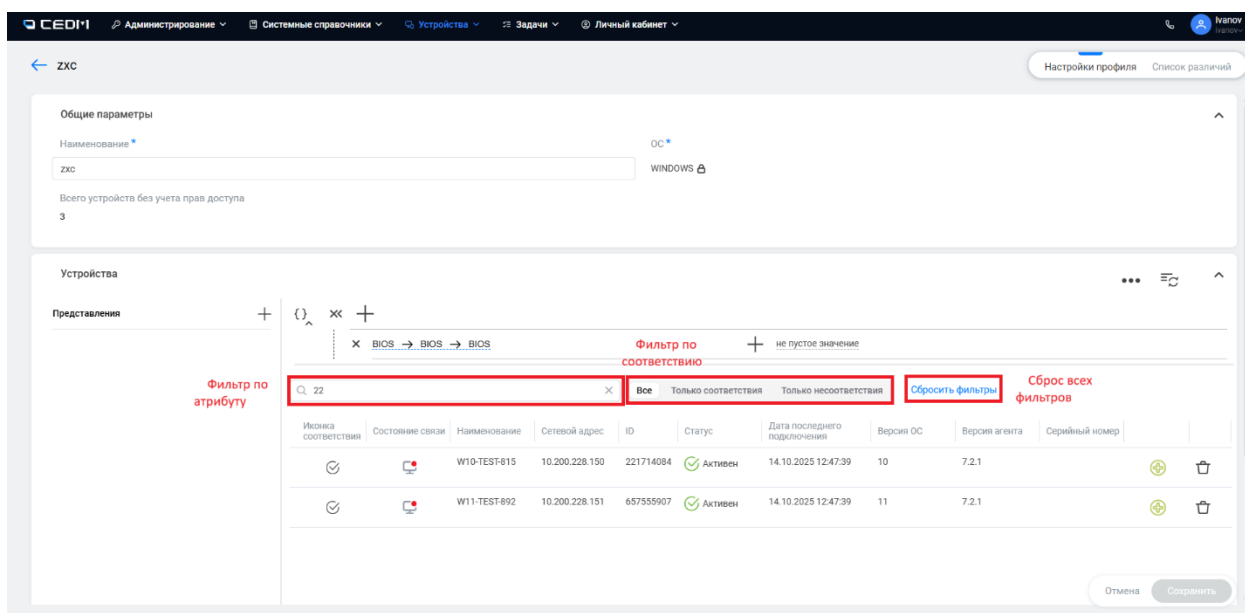 CEDM Администрирование Системные справочники Устройства Задачи Личный кабинет Ivanov
Ivanov
zxc Настройки профиля Список различий
Общие параметры
Наименование * ОС *
zxc WINDOWS
Всего устройств без учета прав доступа
3
Устройства
Представления
BIOS → BIOS → BIOS не пустое значение
Фильтр по
соответствию
Фильтр по
атрибуту
22 Все Только соответствия Только несоответствия Сбросить фильтры
Сброс всех
фильтров
Иконка соответствия Состояние связи Наименование Сетевой адрес ID Статус Дата последнего подключения Версия ОС Версия агента Серийный номер
W10-TEST-815 10.200.228.150 221714084 Активен 14.10.2025 12:47:39 10 7.2.1
W11-TEST-892 10.200.228.151 657555907 Активен 14.10.2025 12:47:39 11 7.2.1
Отмена Сохранить